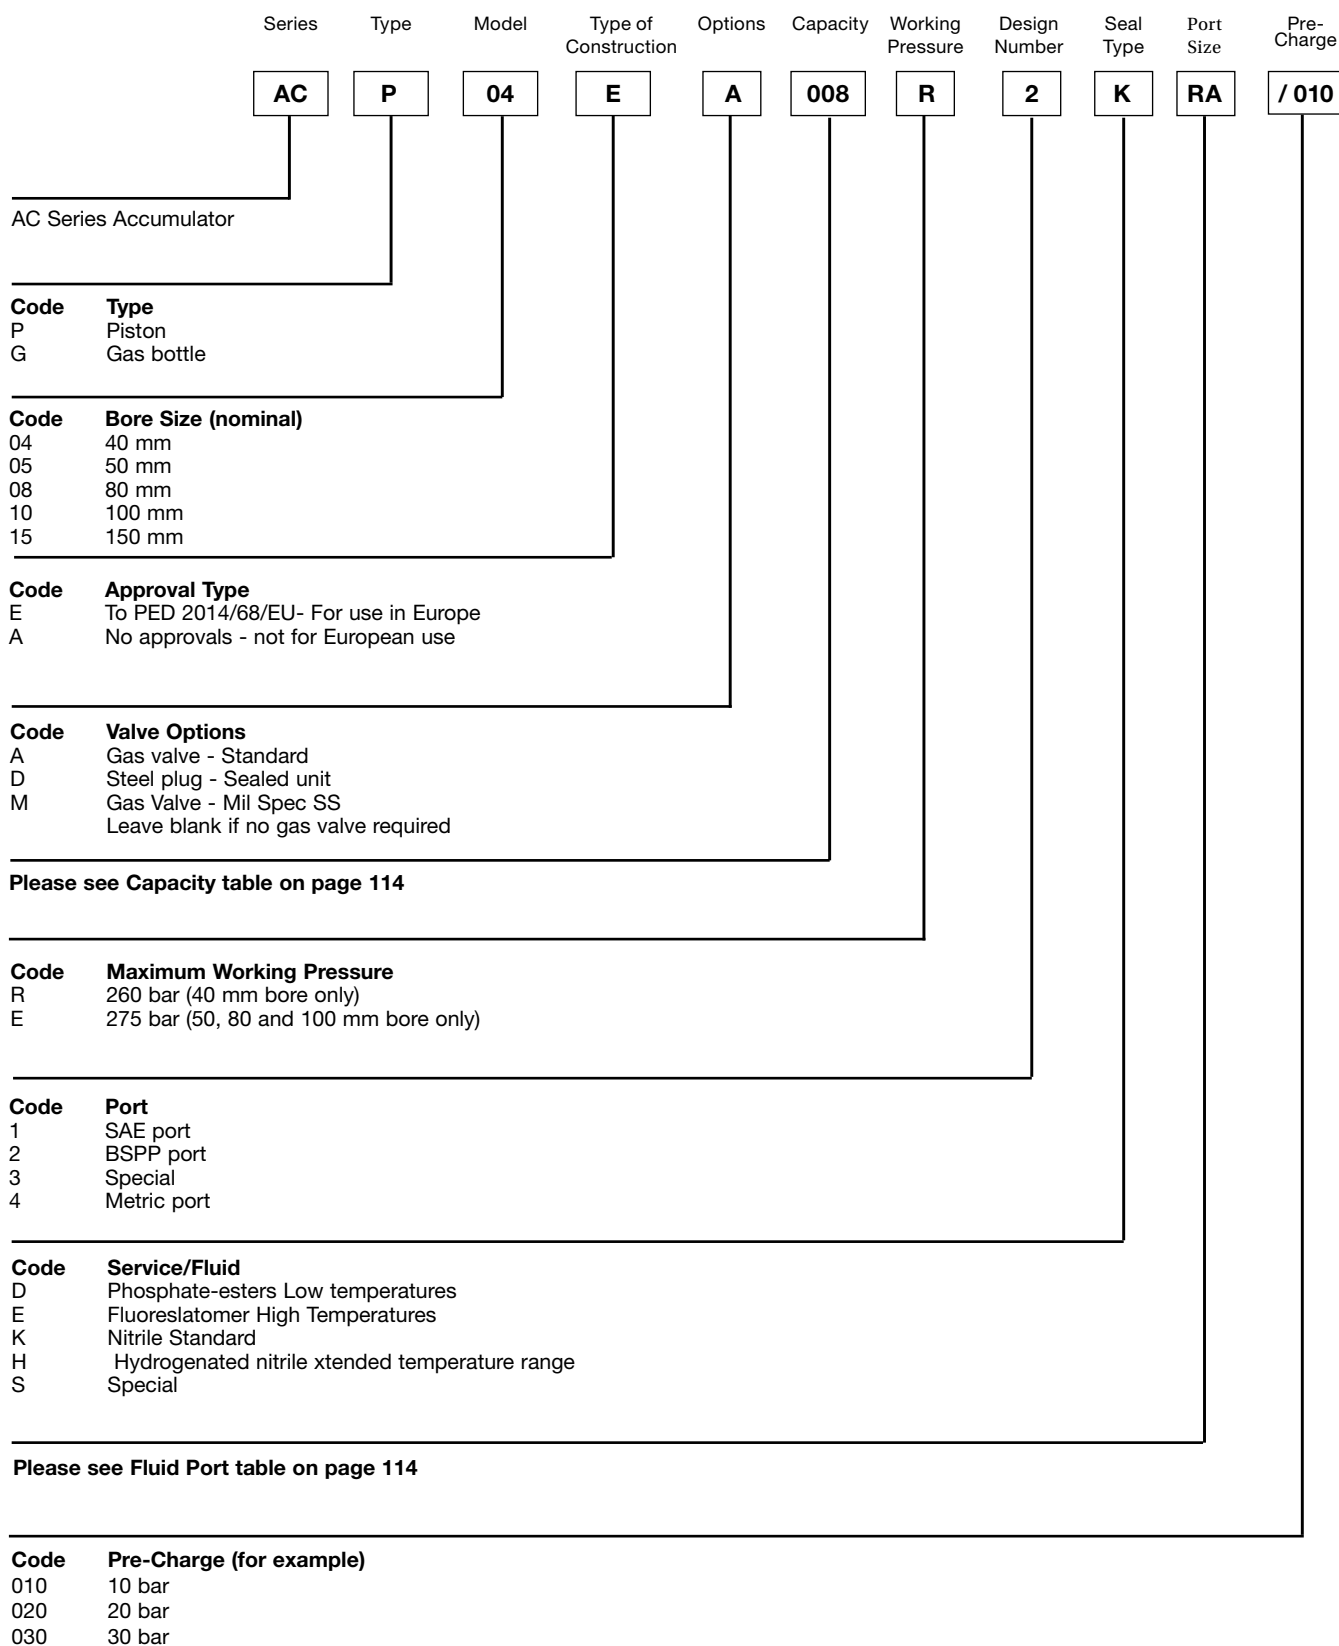 Series Type Model Type of Construction Options Capacity Working Pressure Design Number Seal Type Port Size Pre-Charge
AC P 04 E A 008 R 2 K RA / 010
AC Series Accumulator
Code Type
P Piston
G Gas bottle
Code Bore Size (nominal)
04 40 mm
05 50 mm
08 80 mm
10 100 mm
15 150 mm
Code Approval Type
E To PED 2014/68/EU- For use in Europe
A No approvals - not for European use
Code Valve Options
A Gas valve - Standard
D Steel plug - Sealed unit
M Gas Valve - Mil Spec SS
Leave blank if no gas valve required
Please see Capacity table on page 114
Code Maximum Working Pressure
R 260 bar (40 mm bore only)
E 275 bar (50, 80 and 100 mm bore only)
Code Port
1 SAE port
2 BSPP port
3 Special
4 Metric port
Code Service/Fluid
D Phosphate-esters Low temperatures
E Fluoreslatomer High Temperatures
K Nitrile Standard
H Hydrogenated nitrile xtended temperature range
S Special
Please see Fluid Port table on page 114
Code Pre-Charge (for example)
010 10 bar
020 20 bar
030 30 bar